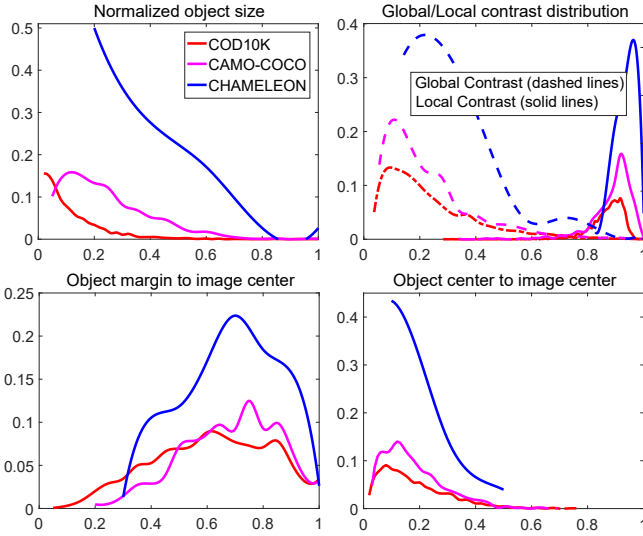 Normalized object size
0.5
0.4
0.3
0.2
0.1
0
0 0.2 0.4 0.6 0.8 1
COD10K
CAMO-COCO
CHAMELEON
Global/Local contrast distribution
0.4
0.3
0.2
0.1
0
0 0.2 0.4 0.6 0.8 1
Global Contrast (dashed lines)
Local Contrast (solid lines)
Object margin to image center
0.25
0.2
0.15
0.1
0.05
0
0 0.2 0.4 0.6 0.8 1
Object center to image center
0.4
0.3
0.2
0.1
0
0 0.2 0.4 0.6 0.8 1